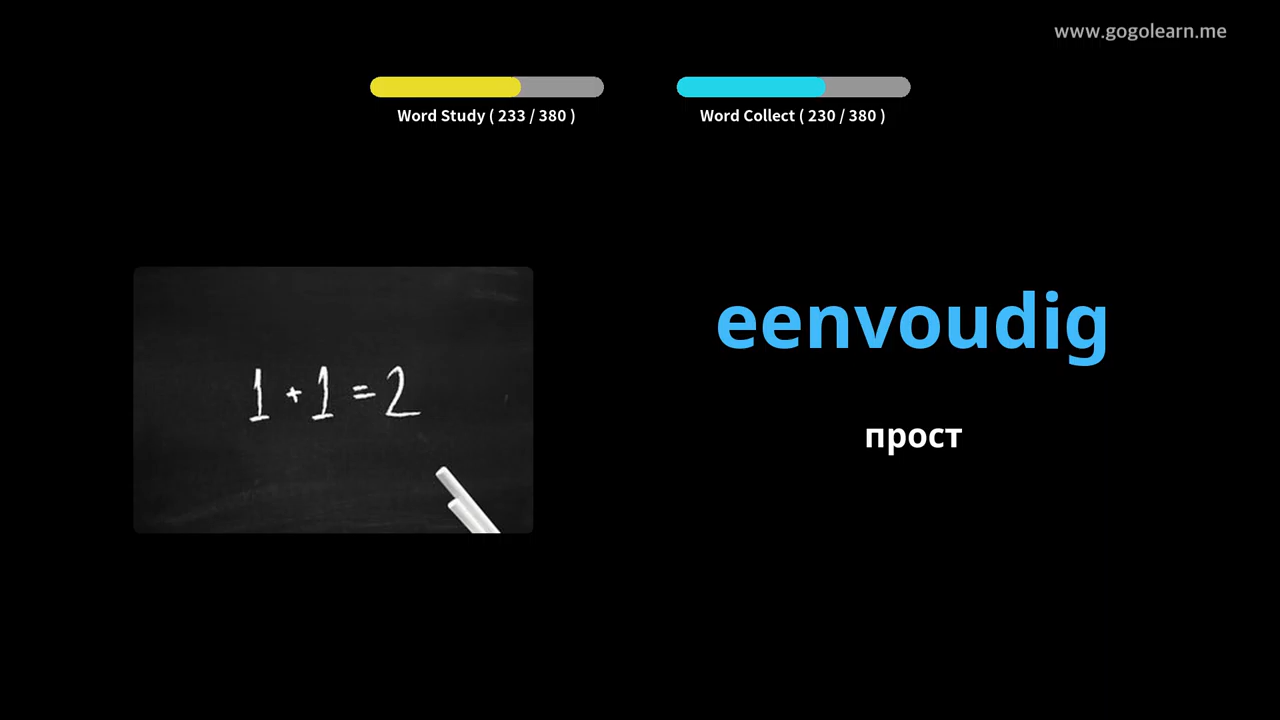 www.gogolearn.me
Word Study ( 233 / 380 )
Word Collect ( 230 / 380 )
1 + 1 = 2
eenvoudig
прост